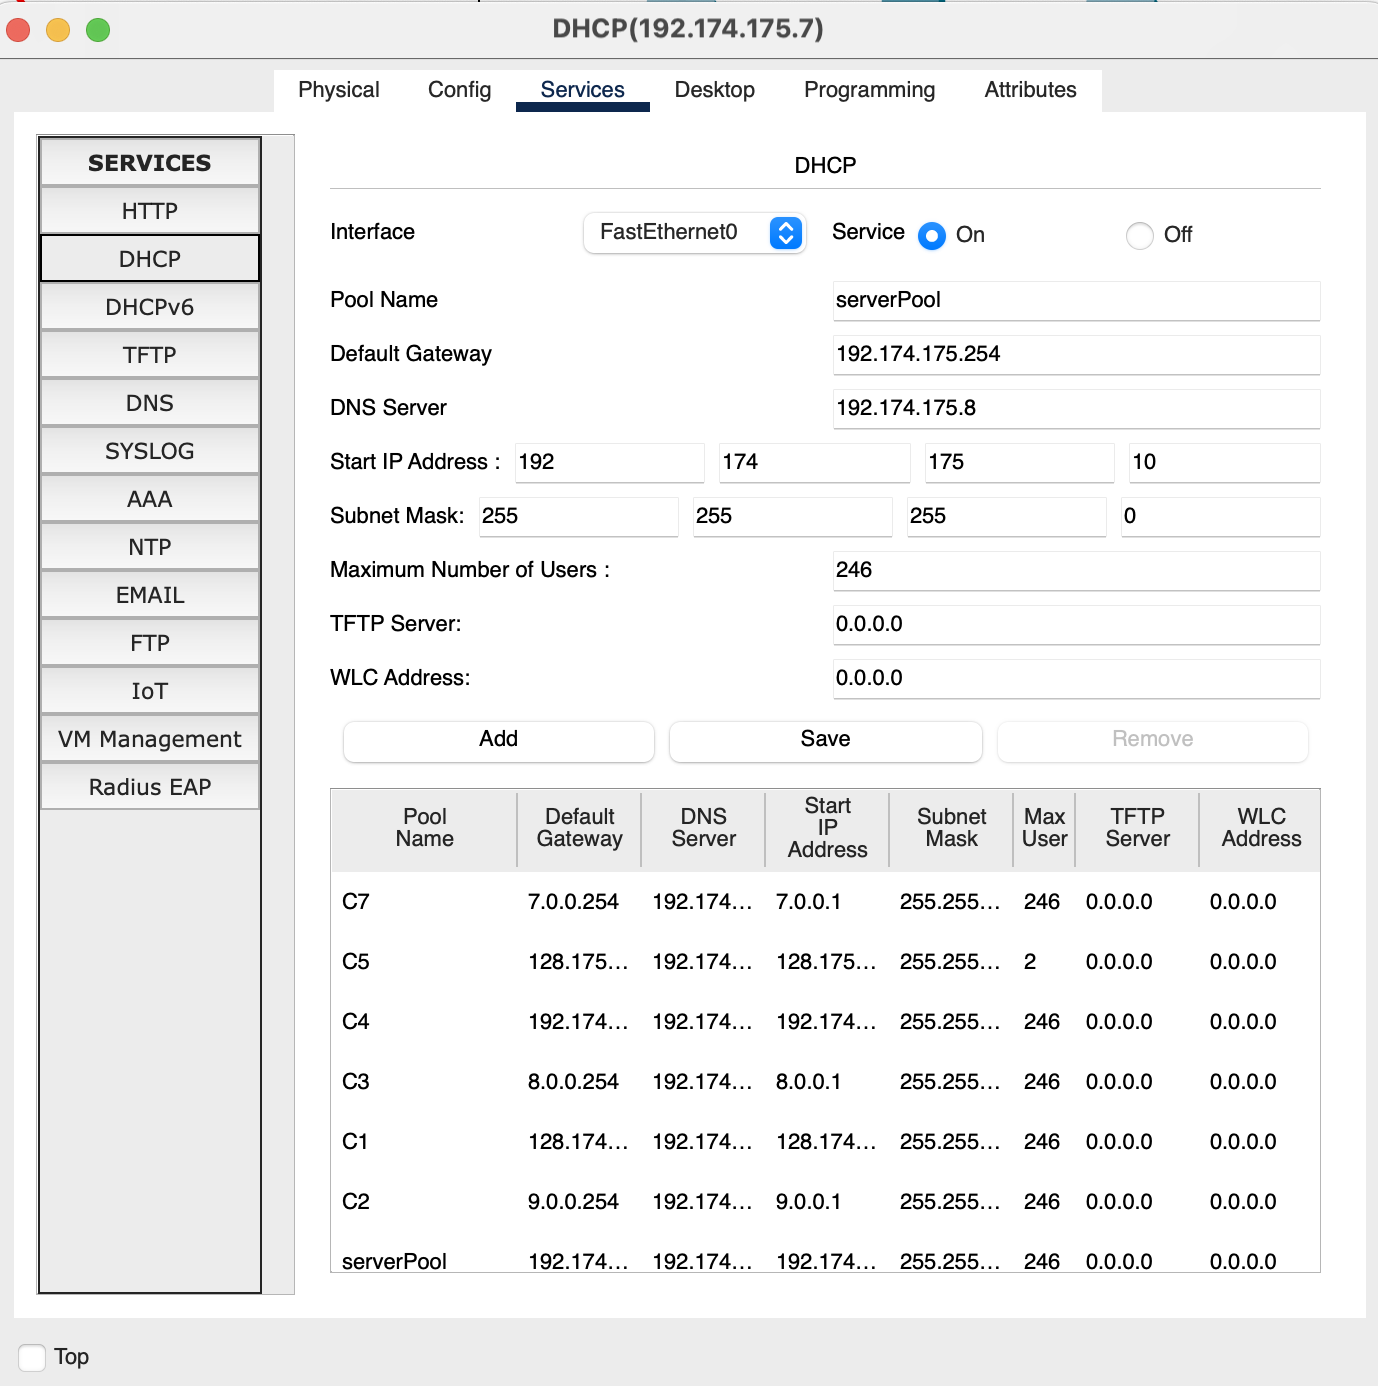 DHCP(192.174.175.7)
Physical Config Services Desktop Programming Attributes
SERVICES
HTTP
DHCP
DHCPv6
TFTP
DNS
SYSLOG
AAA
NTP
EMAIL
FTP
IoT
VM Management
Radius EAP
DHCP
Interface FastEthernet0 Service On Off
Pool Name serverPool
Default Gateway 192.174.175.254
DNS Server 192.174.175.8
Start IP Address : 192 174 175 10
Subnet Mask: 255 255 255 0
Maximum Number of Users : 246
TFTP Server: 0.0.0.0
WLC Address: 0.0.0.0
Add Save Remove
Pool Name Default Gateway DNS Server Start IP Address Subnet Mask Max User TFTP Server WLC Address
C7 7.0.0.254 192.174... 7.0.0.1 255.255... 246 0.0.0.0 0.0.0.0
C5 128.175... 192.174... 128.175... 255.255... 2 0.0.0.0 0.0.0.0
C4 192.174... 192.174... 192.174... 255.255... 246 0.0.0.0 0.0.0.0
C3 8.0.0.254 192.174... 8.0.0.1 255.255... 246 0.0.0.0 0.0.0.0
C1 128.174... 192.174... 128.174... 255.255... 246 0.0.0.0 0.0.0.0
C2 9.0.0.254 192.174... 9.0.0.1 255.255... 246 0.0.0.0 0.0.0.0
serverPool 192.174... 192.174... 192.174... 255.255... 246 0.0.0.0 0.0.0.0
Top